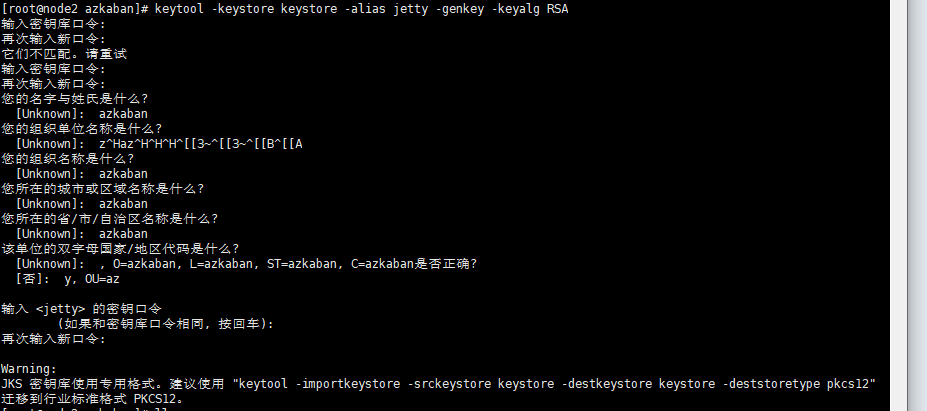 [root@node2 azkaban]# keytool -keystore keystore -alias jetty -genkey -keyalg RSA
输入密钥库口令:
再次输入新口令:
它们不匹配。请重试
输入密钥库口令:
再次输入新口令:
您的名字与姓氏是什么?
[Unknown]:  azkaban
您的组织单位名称是什么?
[Unknown]:  z^Haz^H^H^H^[[3~^[[3~^[[B^[[A
您的组织名称是什么?
[Unknown]:  azkaban
您所在的城市或区域名称是什么?
[Unknown]:  azkaban
您所在的省/市/自治区名称是什么?
[Unknown]:  azkaban
该单位的双字母国家/地区代码是什么?
[Unknown]:  , O=azkaban, L=azkaban, ST=azkaban, C=azkaban是否正确?
[否]:  y, OU=az
输入 <jetty> 的密钥口令
(如果和密钥库口令相同, 按回车):
再次输入新口令:
Warning:
JKS 密钥库使用专用格式。建议使用 "keytool -importkeystore -srckeystore keystore -destkeystore keystore -deststoretype pkcs12"
迁移到行业标准格式 PKCS12。